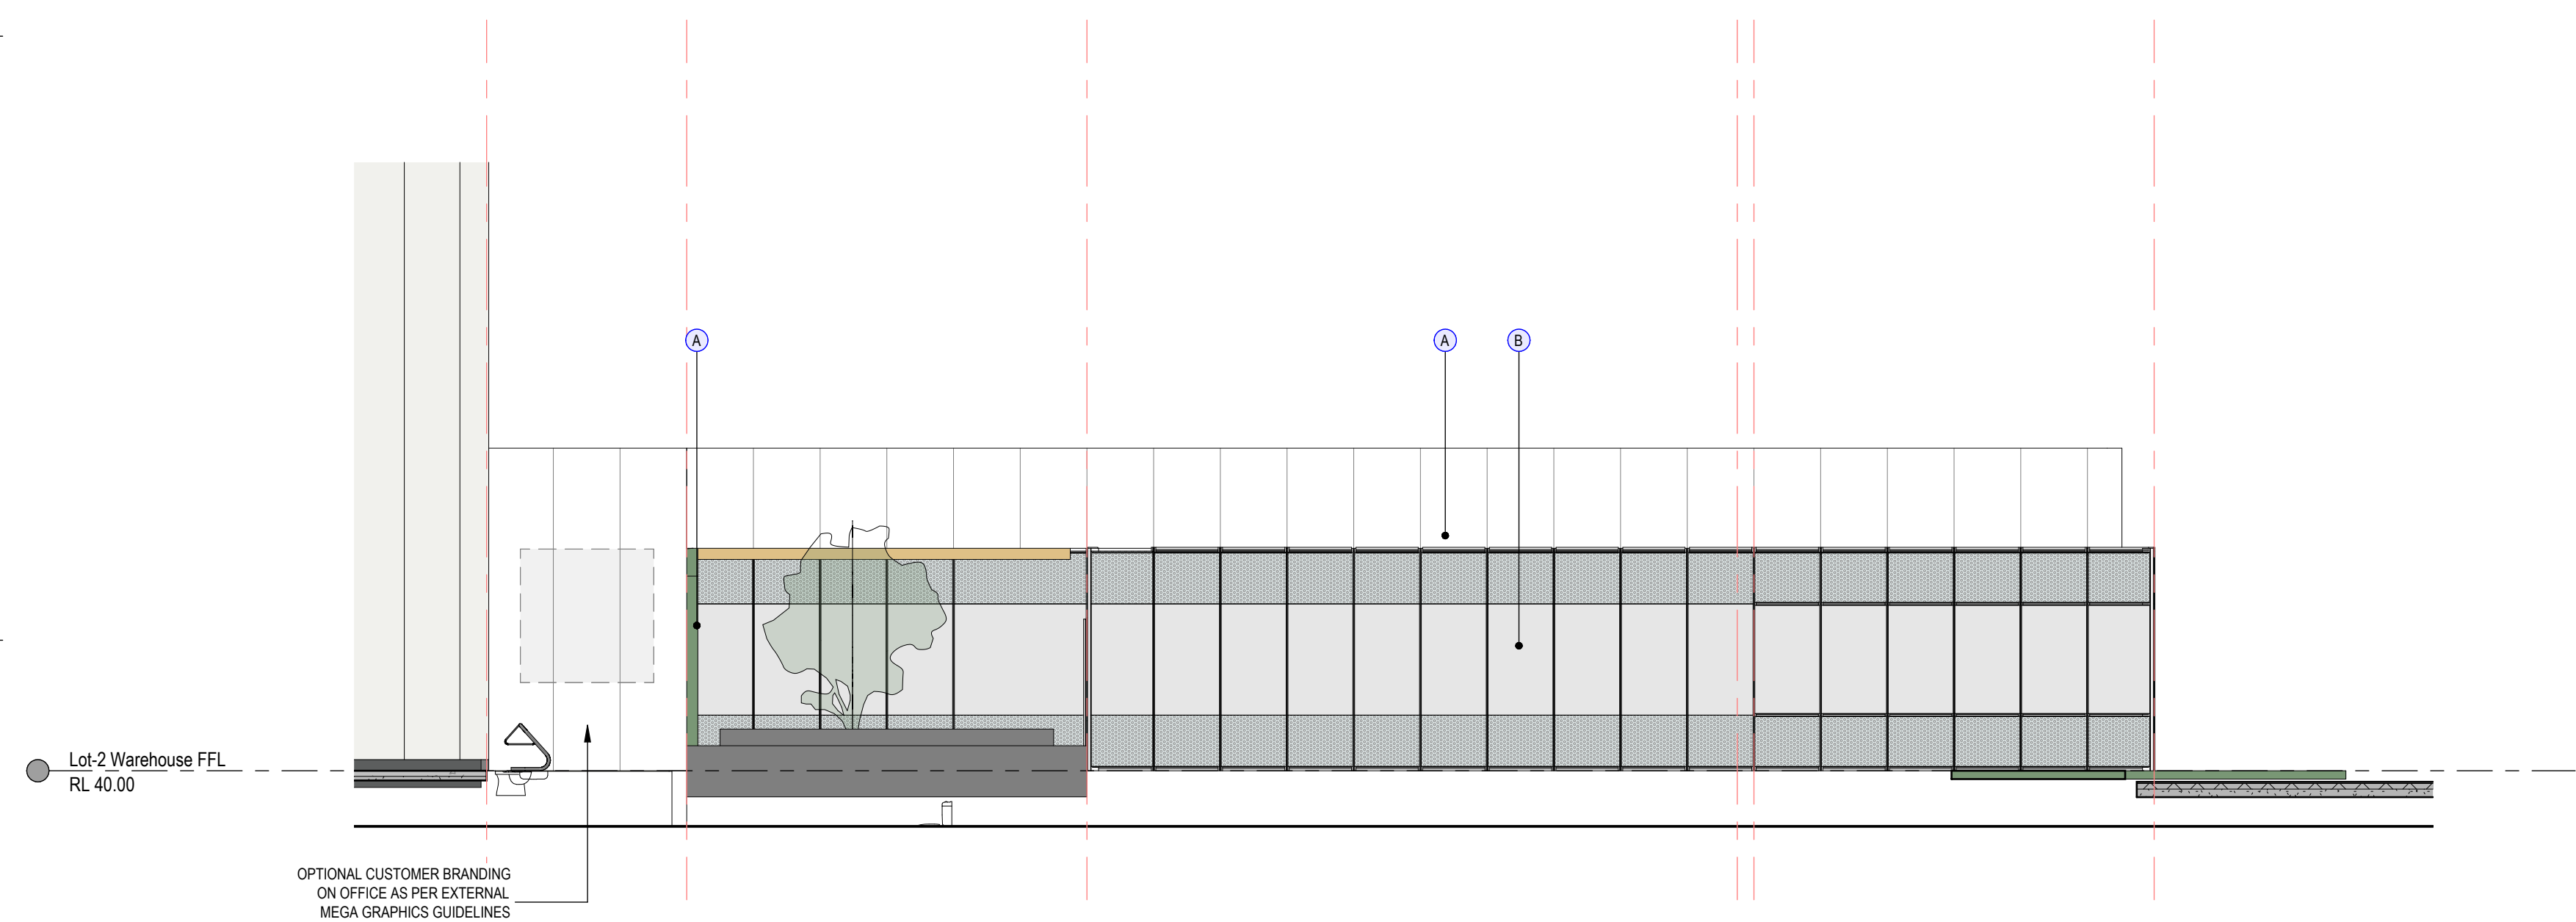 A
A
B
Lot-2 Warehouse FFL
RL 40.00
OPTIONAL CUSTOMER BRANDING
ON OFFICE AS PER EXTERNAL
MEGA GRAPHICS GUIDELINES